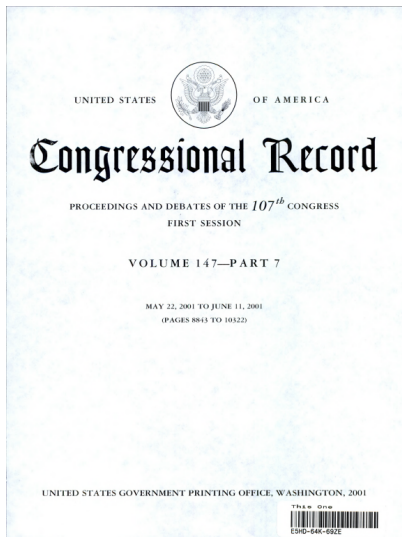 UNITED STATES OF AMERICA
Congressional Record
PROCEEDINGS AND DEBATES OF THE 107th CONGRESS
FIRST SESSION
VOLUME 147—PART 7
MAY 22, 2001 TO JUNE 11, 2001
(PAGES 8843 TO 10322)
UNITED STATES GOVERNMENT PRINTING OFFICE, WASHINGTON, 2001
This One
E5HD-64K-69ZE